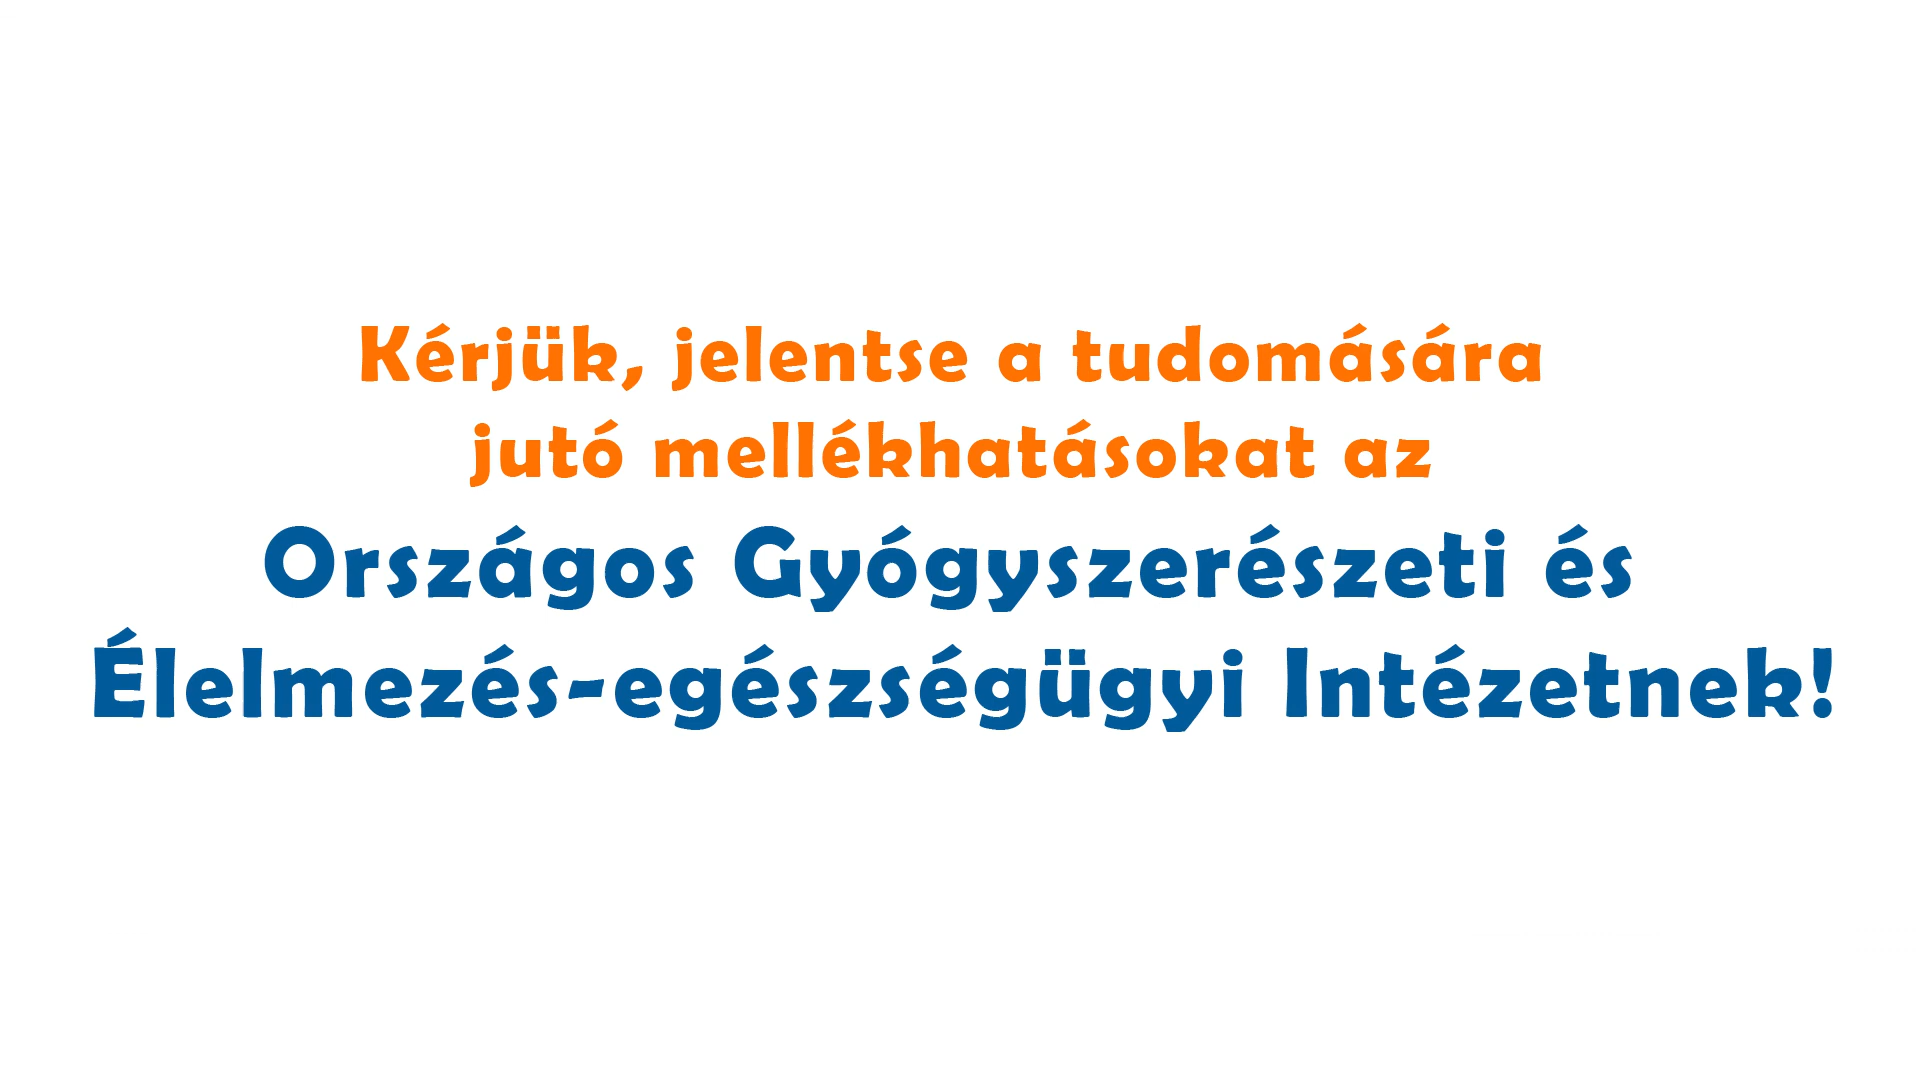 Kérjük, jelentse a tudomására
jutó mellékhatásokat az
Országos Gyógyszerészeti és
Élelmezés-egészségügyi Intézetnek!